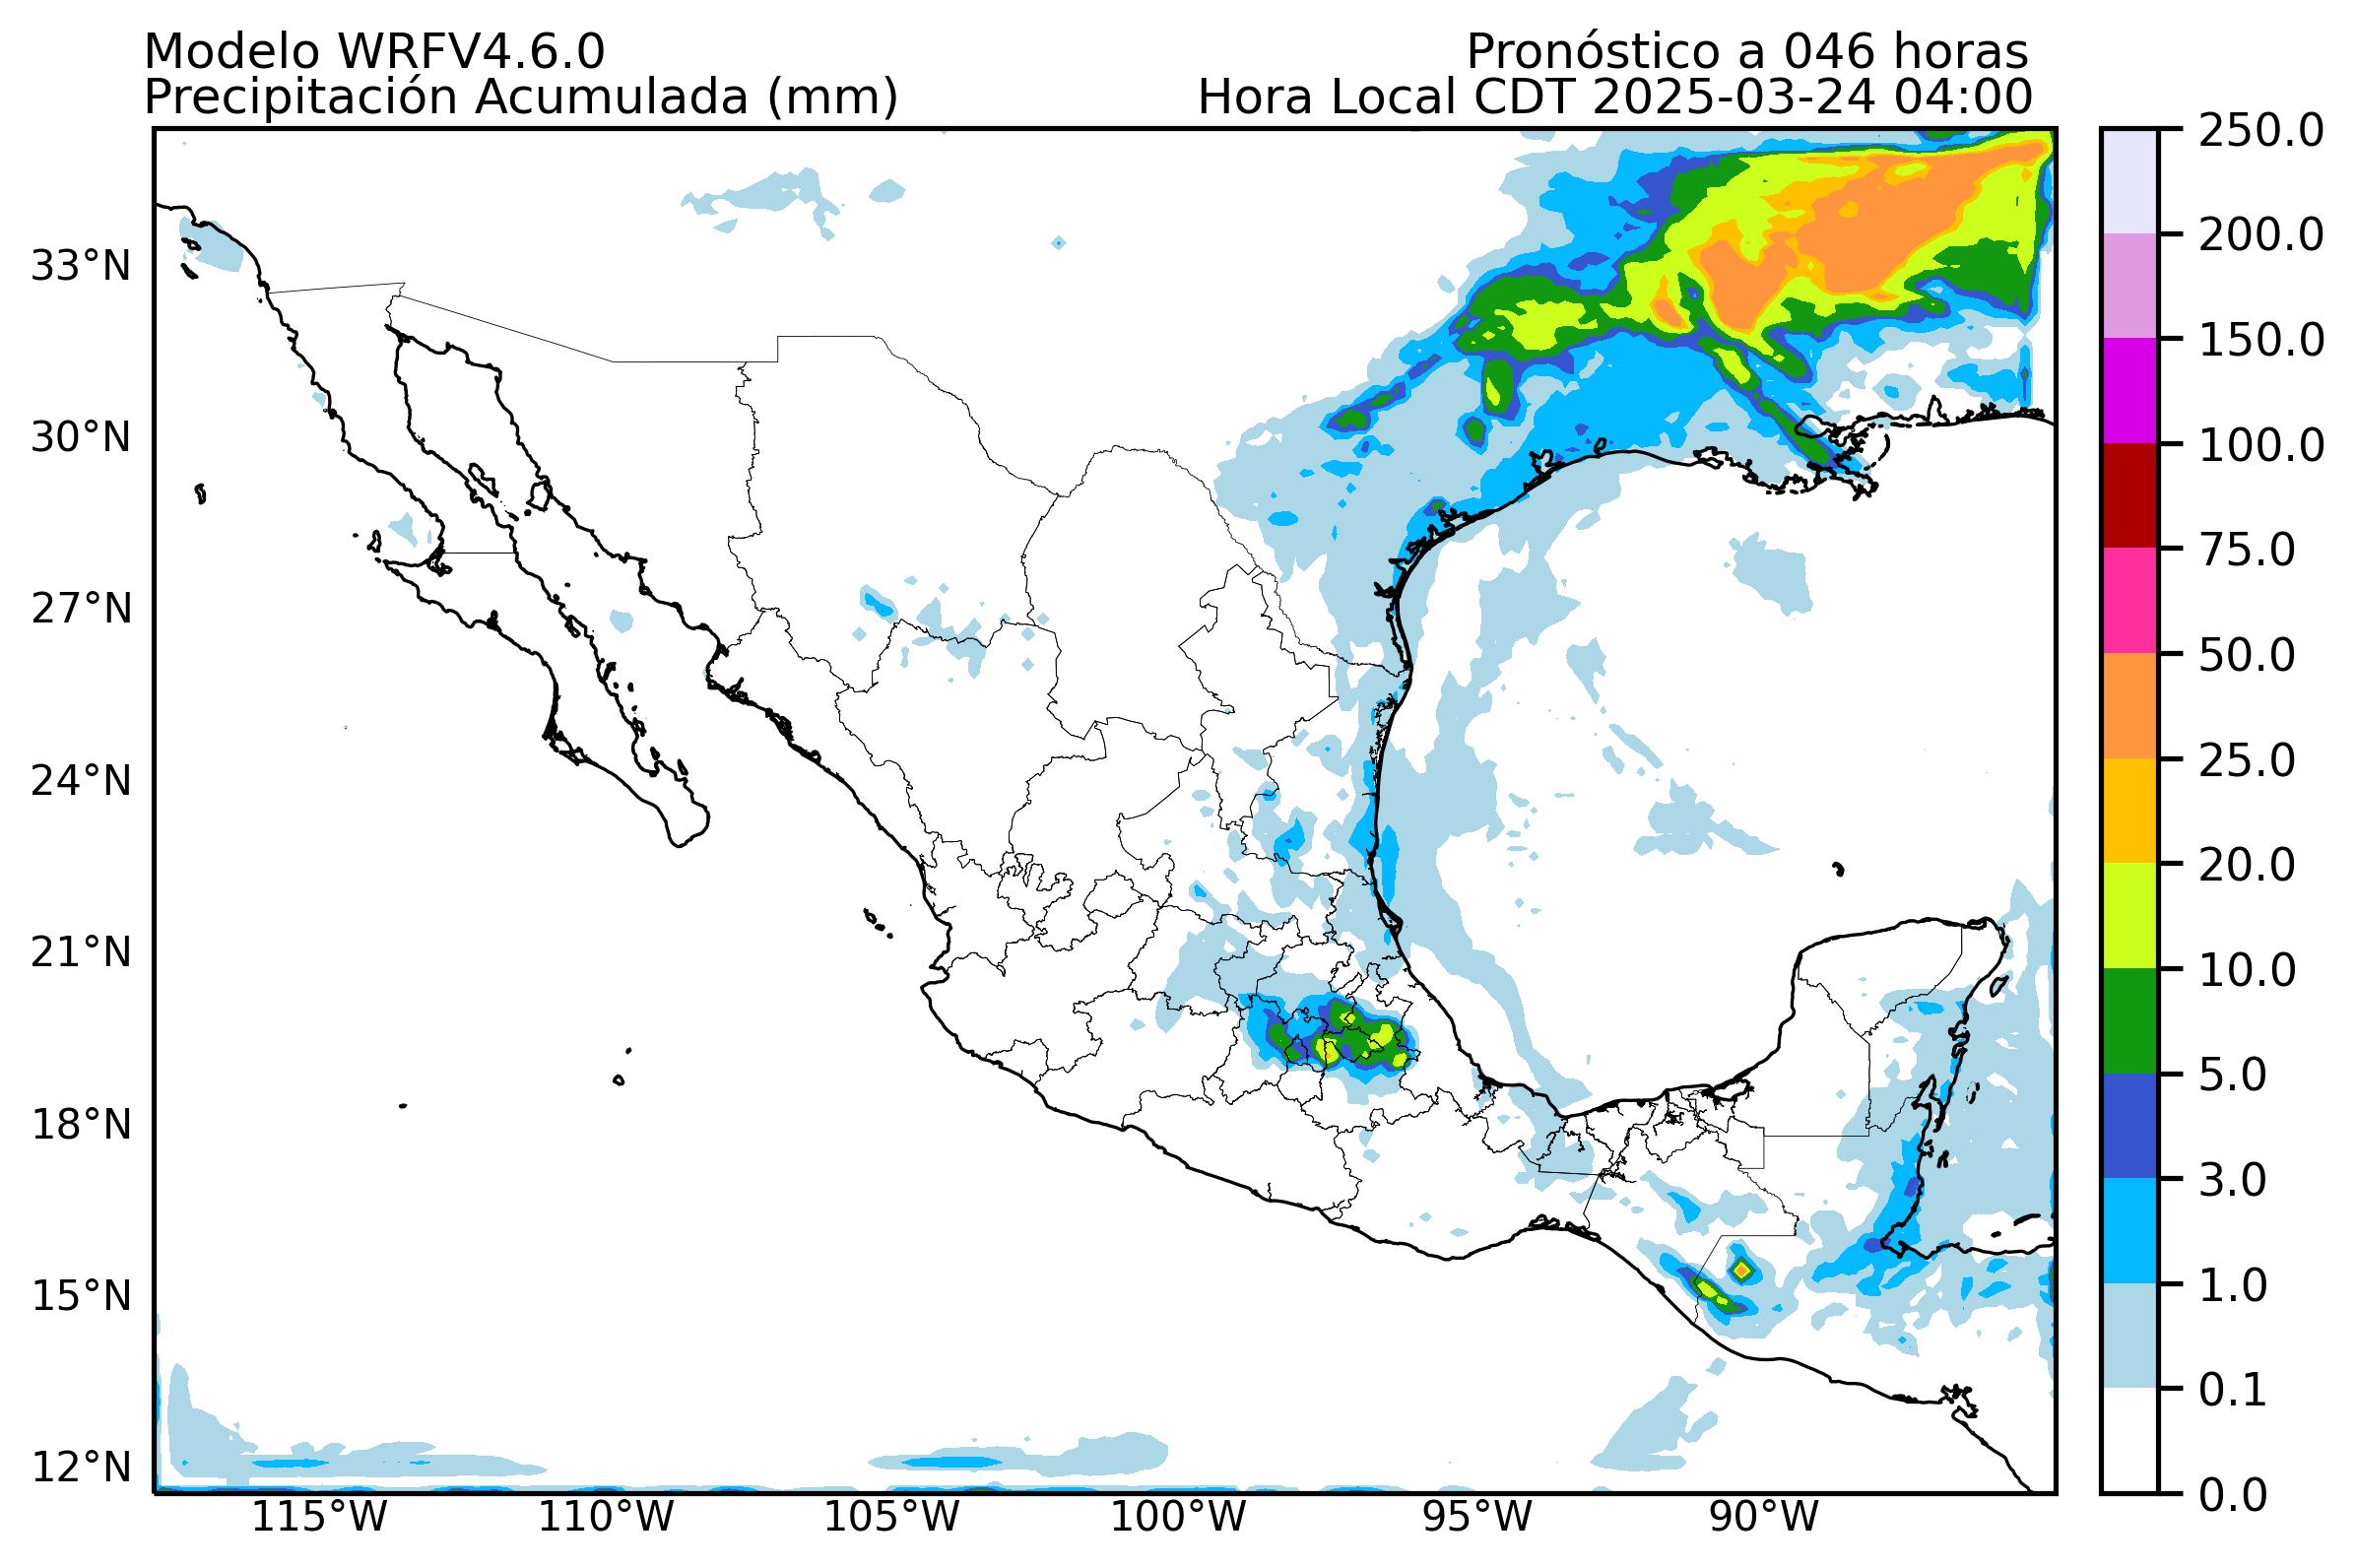 Modelo WRFV4.6.0
Pronóstico a 046 horas
Precipitación Acumulada (mm)
Hora Local CDT 2025-03-24 04:00
33°N
30°N
27°N
24°N
21°N
18°N
15°N
12°N
115°W
110°W
105°W
100°W
95°W
90°W
250.0
200.0
150.0
100.0
75.0
50.0
25.0
20.0
10.0
5.0
3.0
1.0
0.1
0.0